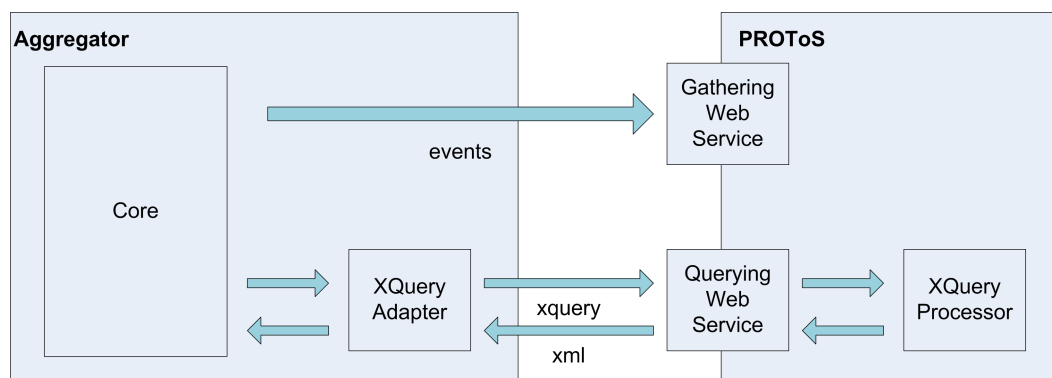 Aggregator
PROToS
Gathering
Web
Service
events
Core
XQuery
Adapter
xquery
xml
Querying
Web
Service
XQuery
Processor